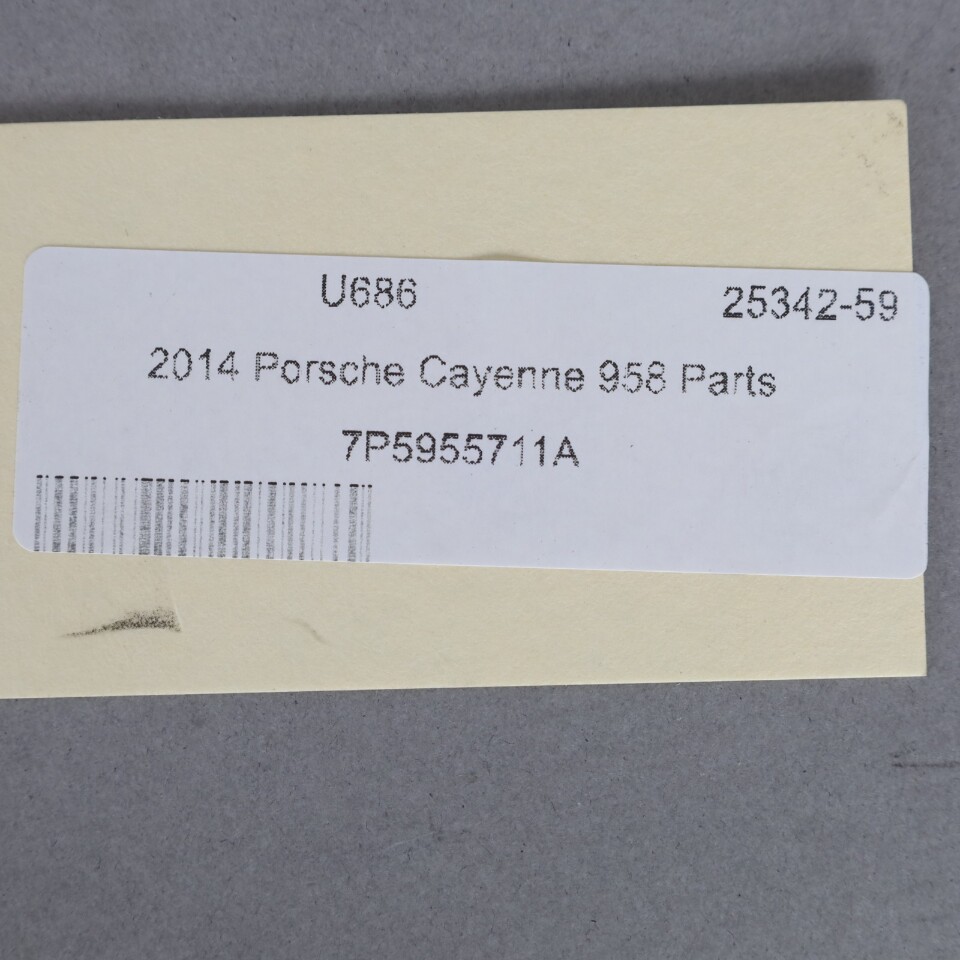 U686 25342-59
2014 Porsche Cayenne 958 Parts
7P5955711A